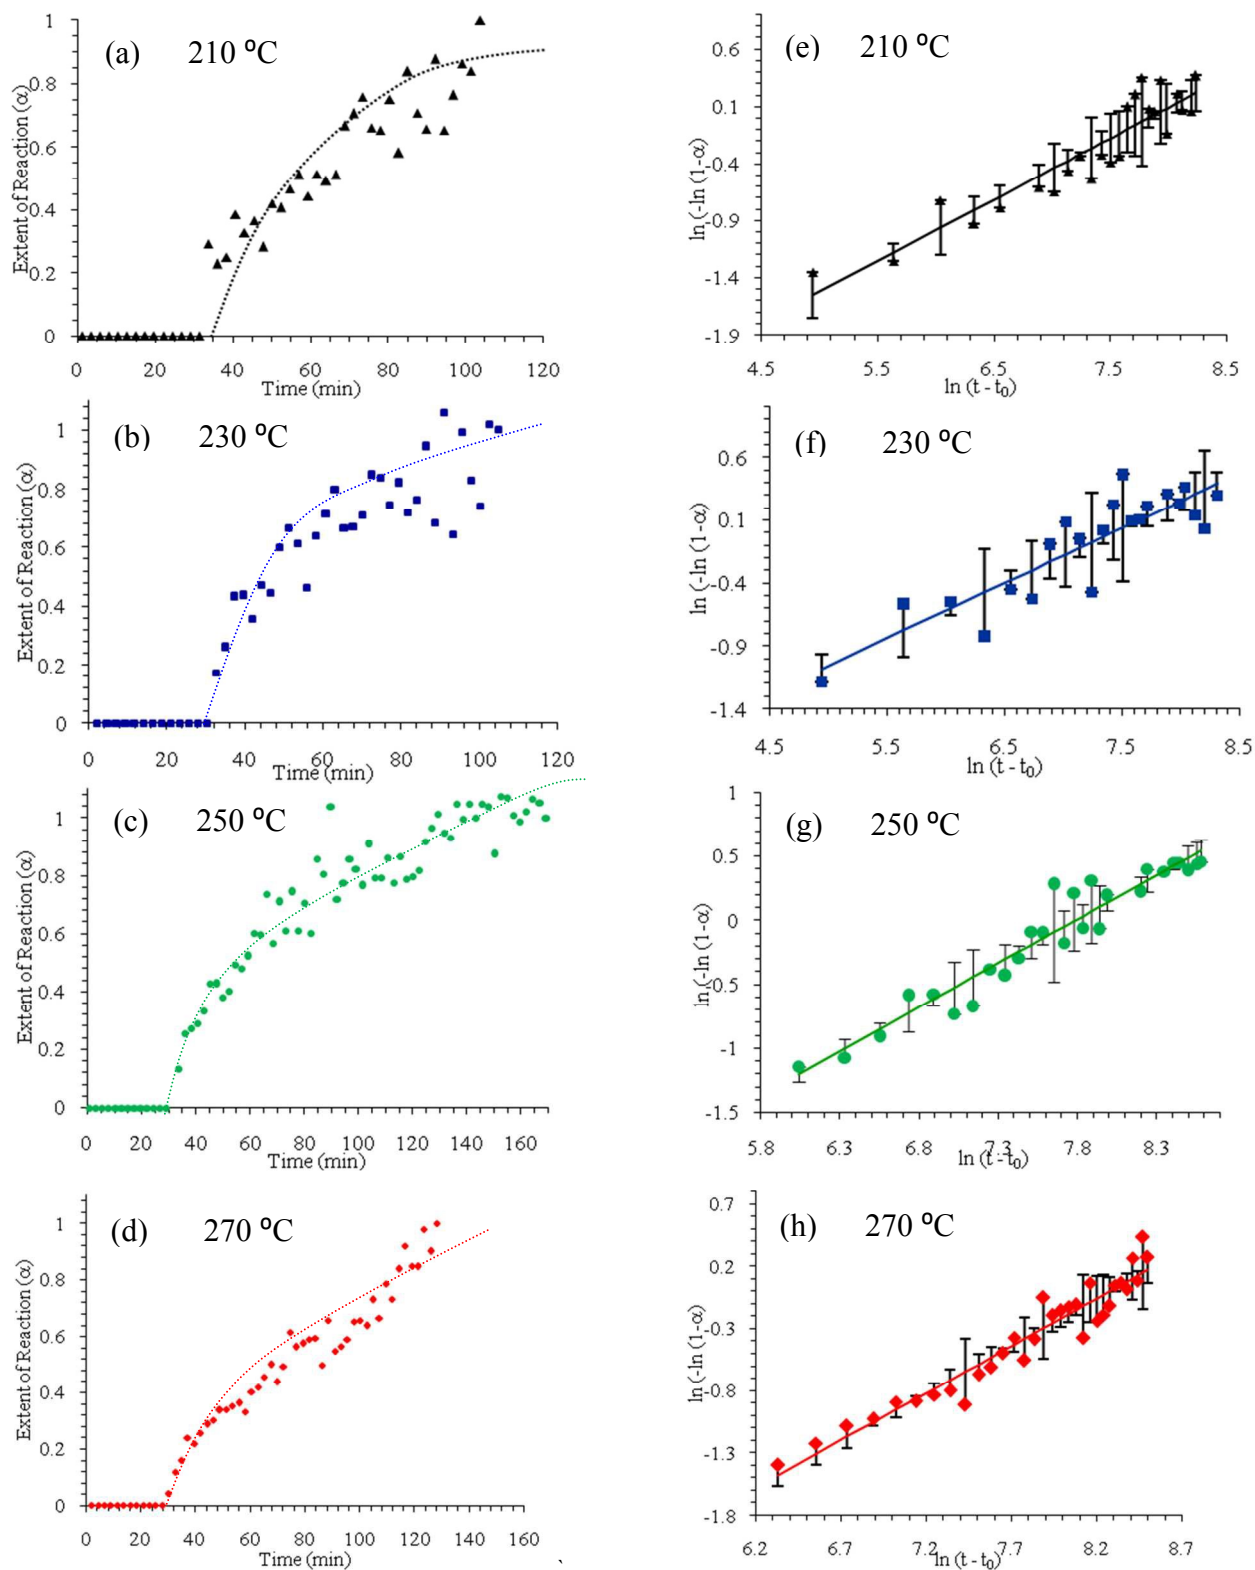 (a) 210 ⁰C
Extent of Reaction (α)
1
0.8
0.6
0.4
0.2
0
0 20 40 60 80 100 120
Time (min)
(e) 210 ⁰C
ln (-ln (1-α)
0.6
0.1
-0.4
-0.9
-1.4
-1.9
4.5 5.5 6.5 7.5 8.5
ln (t - t₀)
(b) 230 ⁰C
Extent of Reaction (α)
1
0.8
0.6
0.4
0.2
0
0 20 40 60 80 100 120
Time (min)
(f) 230 ⁰C
ln (-ln (1-α)
0.6
0.1
-0.4
-0.9
-1.4
4.5 5.5 6.5 7.5 8.5
ln (t - t₀)
(c) 250 ⁰C
Extent of Reaction (α)
1
0.8
0.6
0.4
0.2
0
0 20 40 60 80 100 120 140 160
Time (min)
(g) 250 ⁰C
ln (-ln (1-α)
1
0.5
0
-0.5
-1
-1.5
5.8 6.3 6.8 7.3 7.8 8.3
ln (t - t₀)
(d) 270 ⁰C
Extent of Reaction (α)
1
0.8
0.6
0.4
0.2
0
0 20 40 60 80 100 120 140 160
Time (min)
(h) 270 ⁰C
ln (-ln (1-α)
0.7
0.2
-0.3
-0.8
-1.3
-1.8
6.2 6.7 7.2 7.7 8.2 8.7
ln (t - t₀)